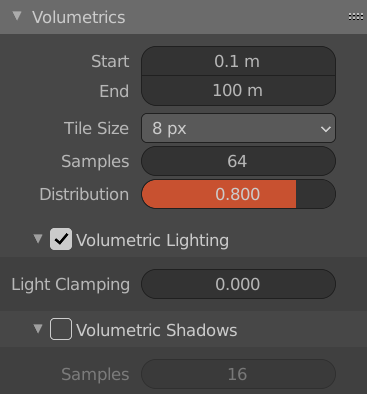 Volumetrics
Start 0.1 m
End 100 m
Tile Size 8 px
Samples 64
Distribution 0.800
Volumetric Lighting
Light Clamping 0.000
Volumetric Shadows
Samples 16